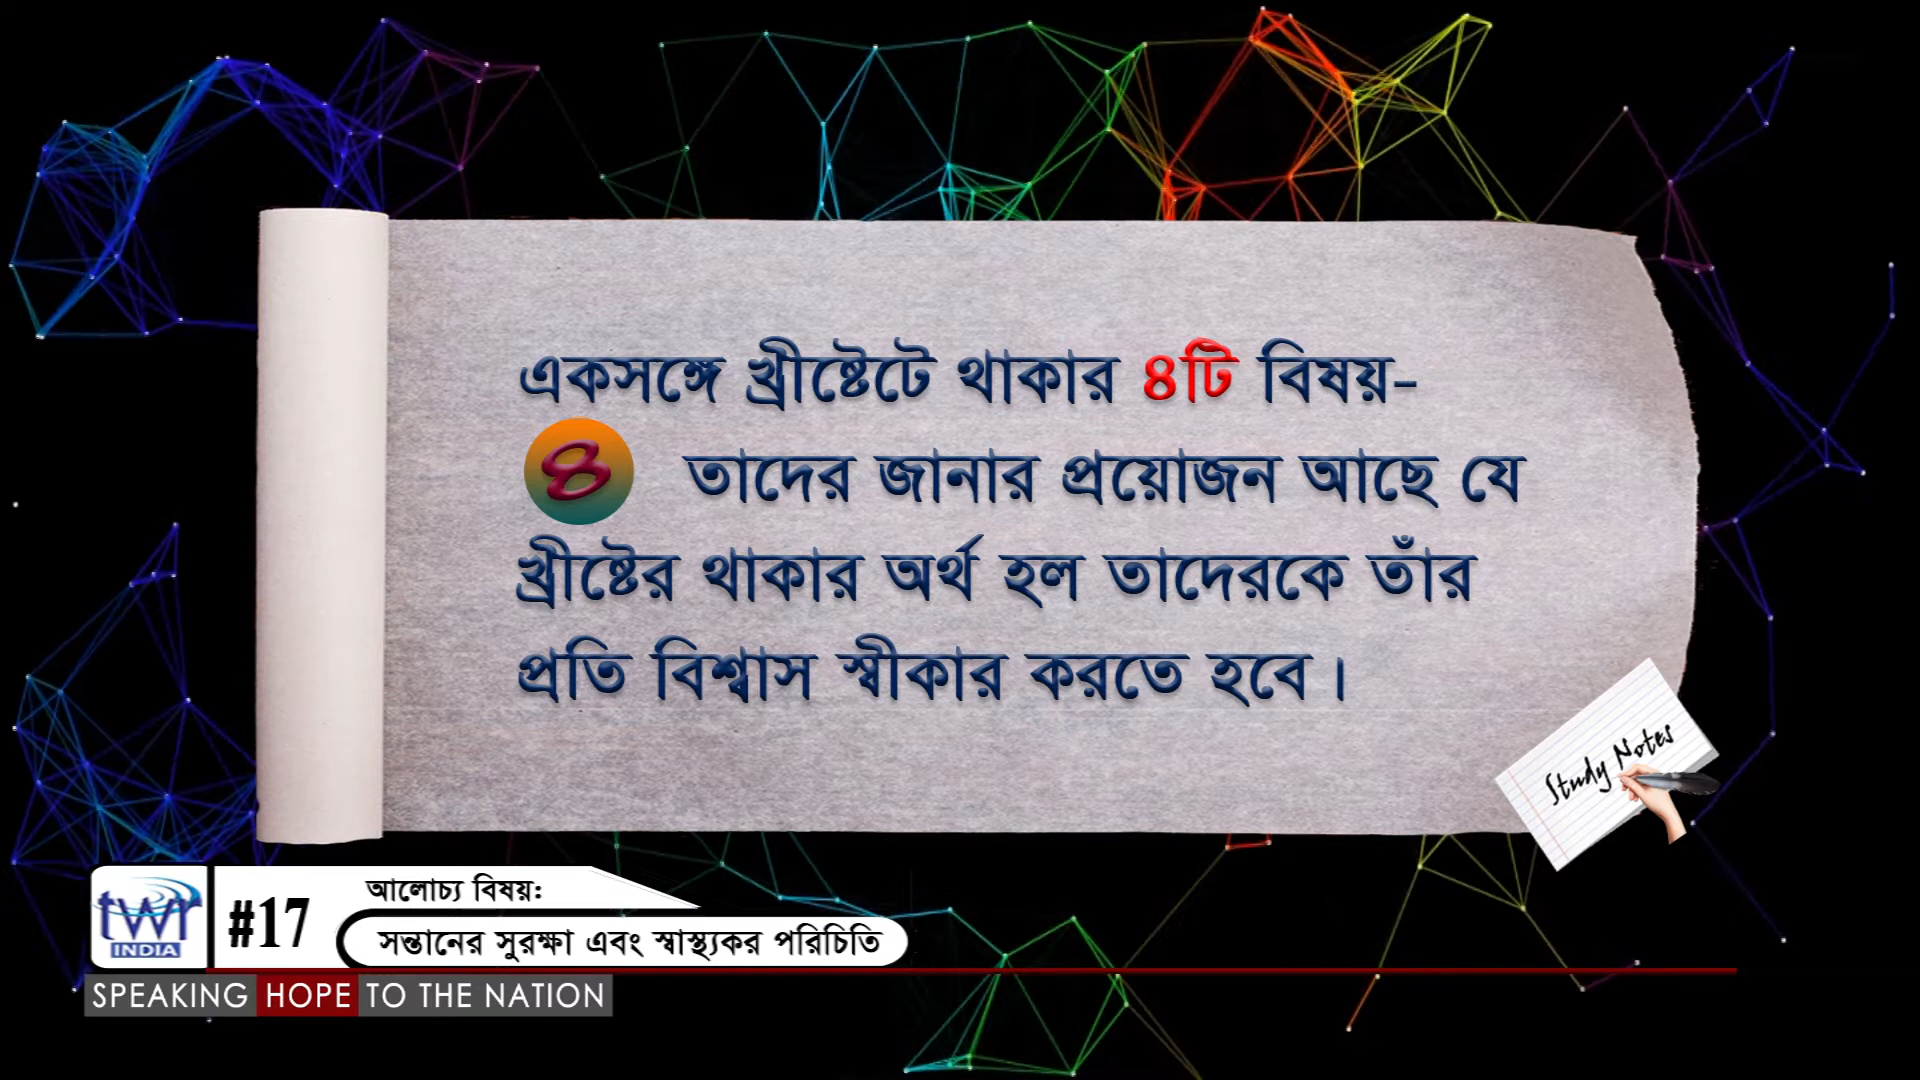 একসঙ্গে খ্রীষ্টেটে থাকার ৪টি বিষয়-
৪ তাদের জানার প্রয়োজন আছে যে
খ্রীষ্টের থাকার অর্থ হল তাদেরকে তাঁর
প্রতি বিশ্বাস স্বীকার করতে হবে।
Study Notes
twr
INDIA
#17
আলোচ্য বিষয়:
সন্তানের সুরক্ষা এবং স্বাস্থ্যকর পরিচিতি
SPEAKING HOPE TO THE NATION